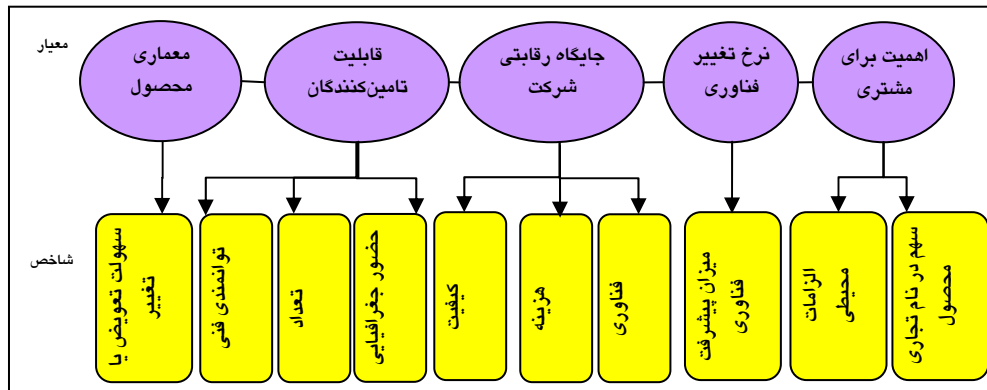 معیار
اهمیت برای
مشتری
نرخ تغییر
فناوری
جایگاه رقابتی
شرکت
قابلیت
تامین‌کنندگان
معماری
محصول
شاخص
سهم در نام تجاری
محصول
الزامات
محیطی
میزان پیشرفت
فناوری
فناوری
هزینه
کیفیت
حضور جغرافیایی
تعداد
توانمندی فنی
سهولت تعویض یا
تغییر